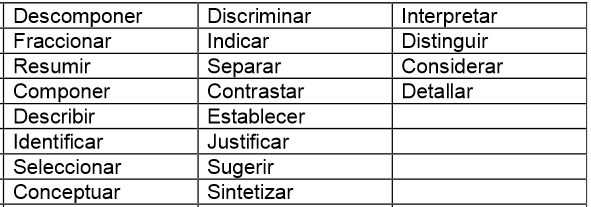 Descomponer Discriminar Interpretar
Fraccionar Indicar Distinguir
Resumir Separar Considerar
Componer Contrastar Detallar
Describir Establecer
Identificar Justificar
Seleccionar Sugerir
Conceptuar Sintetizar